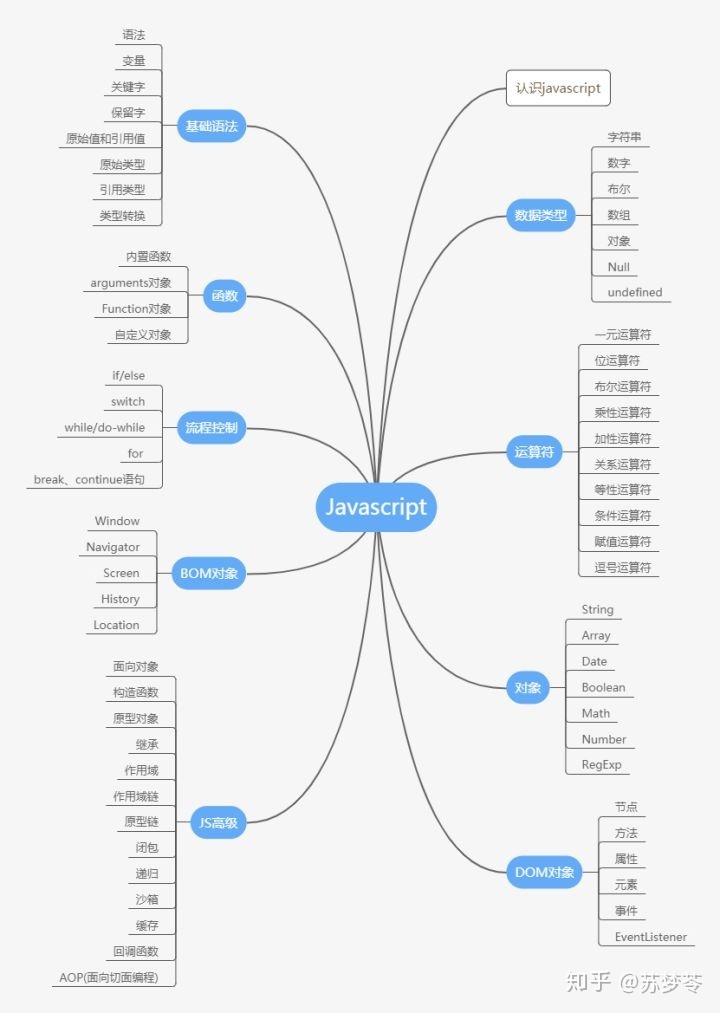 Javascript
认识javascript
数据类型
字符串
数字
布尔
数组
对象
Null
undefined
运算符
一元运算符
位运算符
布尔运算符
乘性运算符
加性运算符
关系运算符
等性运算符
条件运算符
赋值运算符
逗号运算符
对象
String
Array
Date
Boolean
Math
Number
RegExp
DOM对象
节点
方法
属性
元素
事件
EventListener
基础语法
语法
变量
关键字
保留字
原始值和引用值
原始类型
引用类型
类型转换
函数
内置函数
arguments对象
Function对象
自定义对象
流程控制
if/else
switch
while/do-while
for
break、continue语句
BOM对象
Window
Navigator
Screen
History
Location
JS高级
面向对象
构造函数
原型对象
继承
作用域
作用域链
原型链
闭包
递归
沙箱
缓存
回调函数
AOP(面向切面编程)
知乎 @苏梦苓